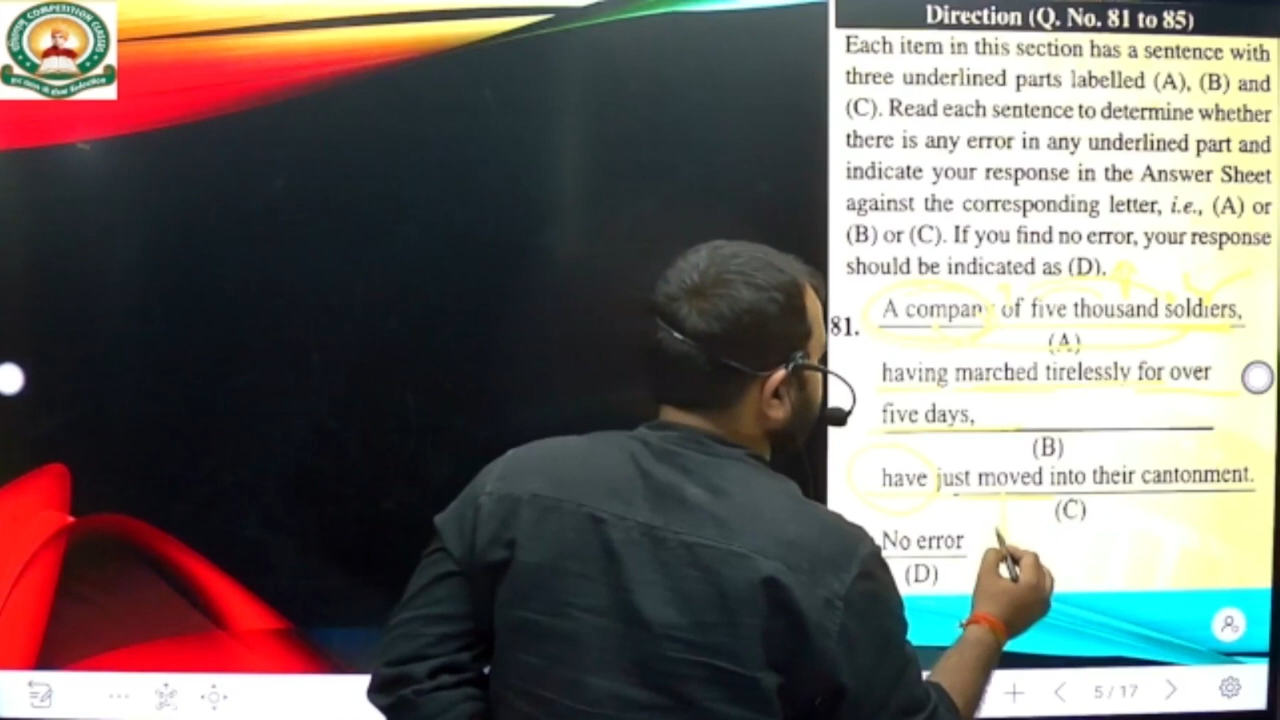 COMPETITION CLASSES
Direction (Q. No. 81 to 85)
Each item in this section has a sentence with
three underlined parts labelled (A), (B) and
(C). Read each sentence to determine whether
there is any error in any underlined part and
indicate your response in the Answer Sheet
against the corresponding letter, i.e., (A) or
(B) or (C). If you find no error, your response
should be indicated as (D).
81. A company of five thousand soldiers,
(A)
having marched tirelessly for over
five days,
(B)
have just moved into their cantonment.
(C)
No error
(D)
5/17